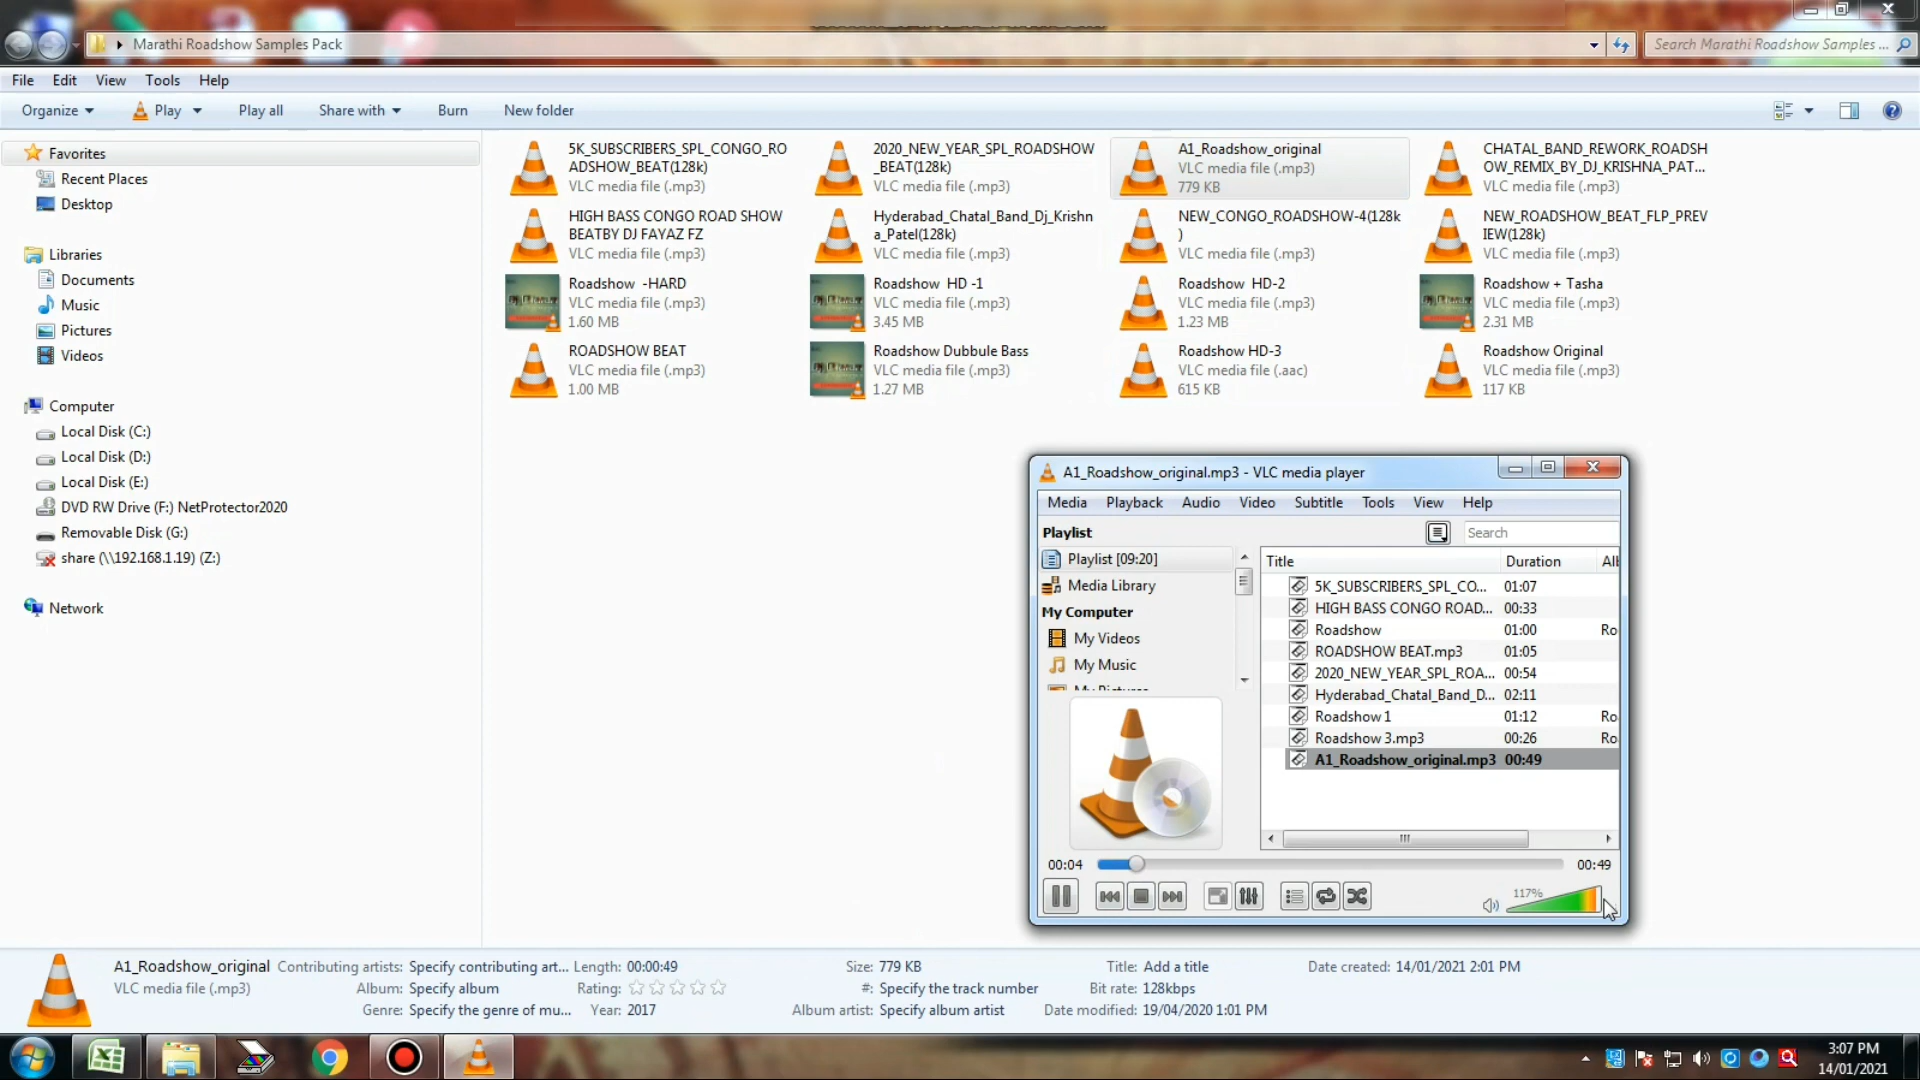 Marathi Roadshow Samples Pack
Search Marathi Roadshow Samples ...
File Edit View Tools Help
Organize Play Play all Share with Burn New folder
Favorites
Recent Places
Desktop
Libraries
Documents
Music
Pictures
Videos
Computer
Local Disk (C:)
Local Disk (D:)
Local Disk (E:)
DVD RW Drive (F:) NetProtector2020
Removable Disk (G:)
share (\\192.168.1.19) (Z:)
Network
5K_SUBSCRIBERS_SPL_CONGO_RO
ADSHOW_BEAT(128k)
VLC media file (.mp3)
2020_NEW_YEAR_SPL_ROADSHOW
_BEAT(128k)
VLC media file (.mp3)
A1_Roadshow_original
VLC media file (.mp3)
779 KB
CHATAL_BAND_REWORK_ROADSH
OW_REMIX_BY_DJ_KRISHNA_PAT...
VLC media file (.mp3)
HIGH BASS CONGO ROAD SHOW
BEATBY DJ FAYAZ FZ
VLC media file (.mp3)
Hyderabad_Chatal_Band_Dj_Krishn
a_Patel(128k)
VLC media file (.mp3)
NEW_CONGO_ROADSHOW-4(128k
)
VLC media file (.mp3)
NEW_ROADSHOW_BEAT_FLP_PREV
IEW(128k)
VLC media file (.mp3)
Roadshow -HARD
VLC media file (.mp3)
1.60 MB
Roadshow HD -1
VLC media file (.mp3)
3.45 MB
Roadshow HD-2
VLC media file (.mp3)
1.23 MB
Roadshow + Tasha
VLC media file (.mp3)
2.31 MB
ROADSHOW BEAT
VLC media file (.mp3)
1.00 MB
Roadshow Dubbule Bass
VLC media file (.mp3)
1.27 MB
Roadshow HD-3
VLC media file (.aac)
615 KB
Roadshow Original
VLC media file (.mp3)
117 KB
A1_Roadshow_original.mp3 - VLC media player
Media Playback Audio Video Subtitle Tools View Help
Playlist
Search
Playlist [09:20]
Media Library
My Computer
My Videos
My Music
My Pictures
Title Duration Alb
5K_SUBSCRIBERS_SPL_CO... 01:07
HIGH BASS CONGO ROAD... 00:33
Roadshow 01:00 Ro
ROADSHOW BEAT.mp3 01:05
2020_NEW_YEAR_SPL_ROA... 00:54
Hyderabad_Chatal_Band_D... 02:11
Roadshow 1 01:12 Ro
Roadshow 3.mp3 00:26 Ro
A1_Roadshow_original.mp3 00:49
00:04 00:49
117%
A1_Roadshow_original Contributing artists: Specify contributing art... Length: 00:00:49 Size: 779 KB Title: Add a title Date created: 14/01/2021 2:01 PM
VLC media file (.mp3) Album: Specify album Rating: #: Specify the track number Bit rate: 128kbps
Genre: Specify the genre of mu... Year: 2017 Album artist: Specify album artist Date modified: 19/04/2020 1:01 PM
3:07 PM
14/01/2021